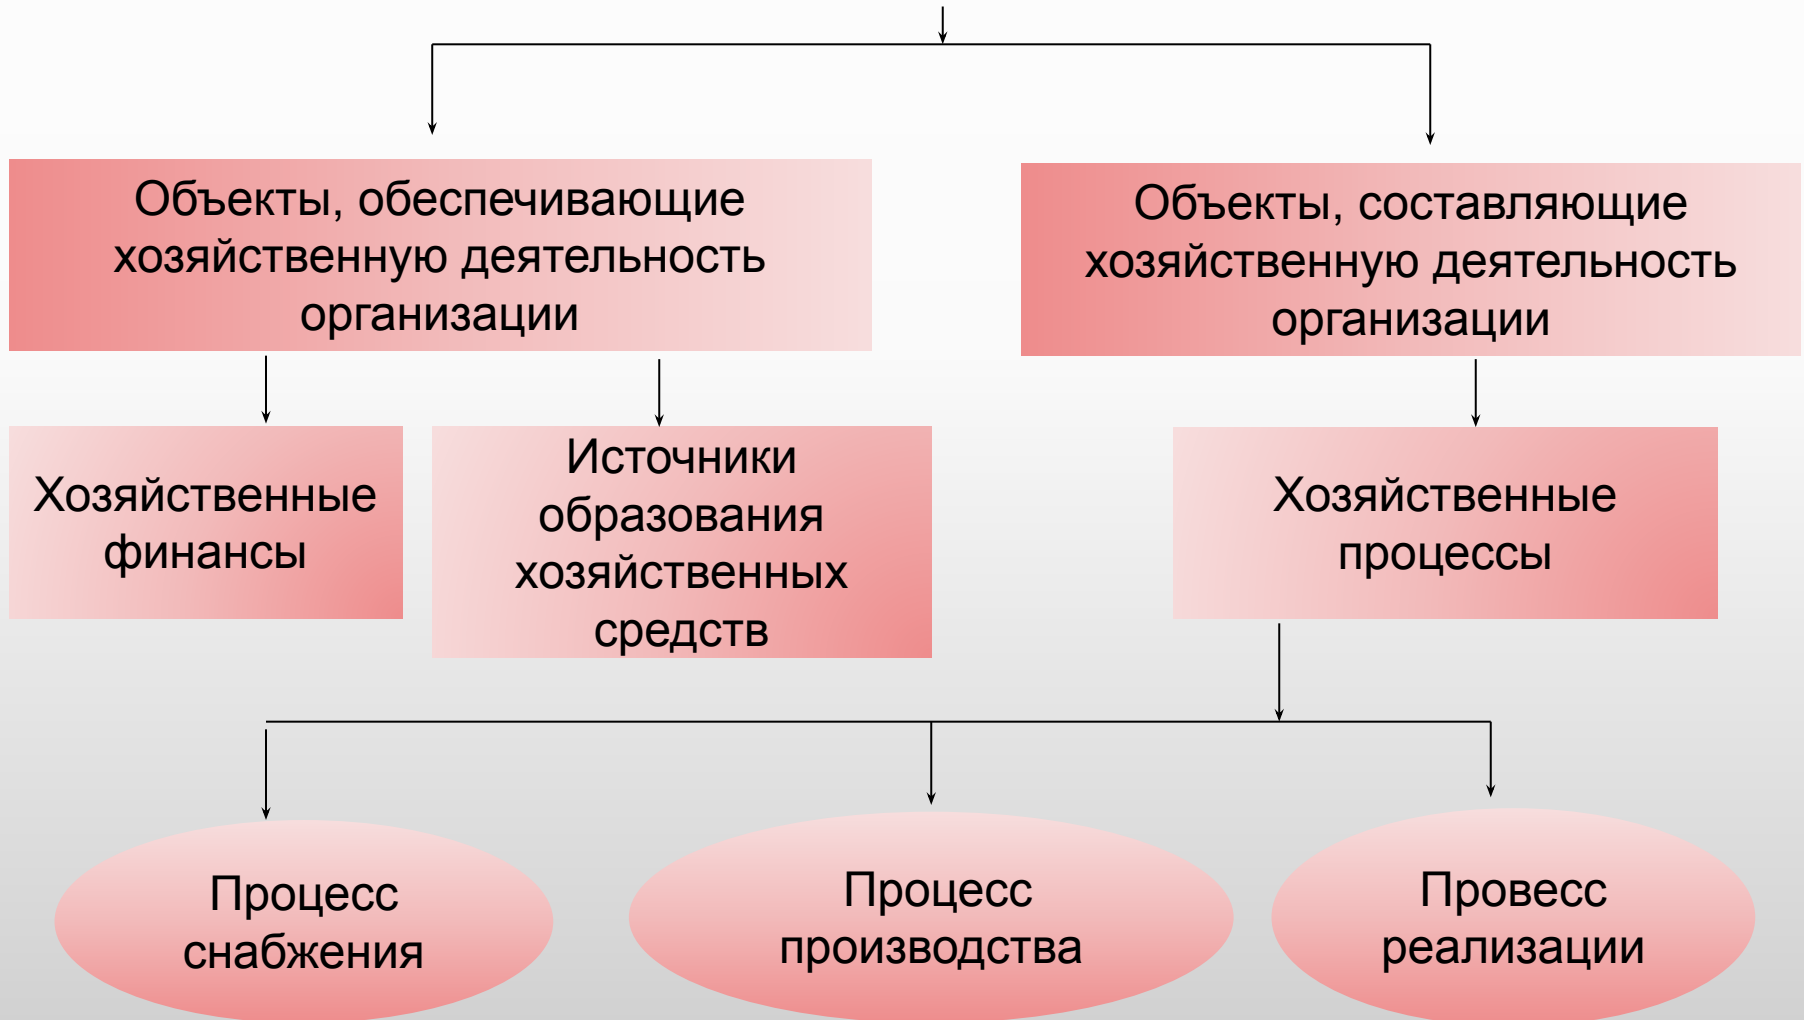 Объекты, обеспечивающие
хозяйственную деятельность
организации
Объекты, составляющие
хозяйственную деятельность
организации
Хозяйственные
финансы
Источники
образования
хозяйственных
средств
Хозяйственные
процессы
Процесс
снабжения
Процесс
производства
Провесс
реализации